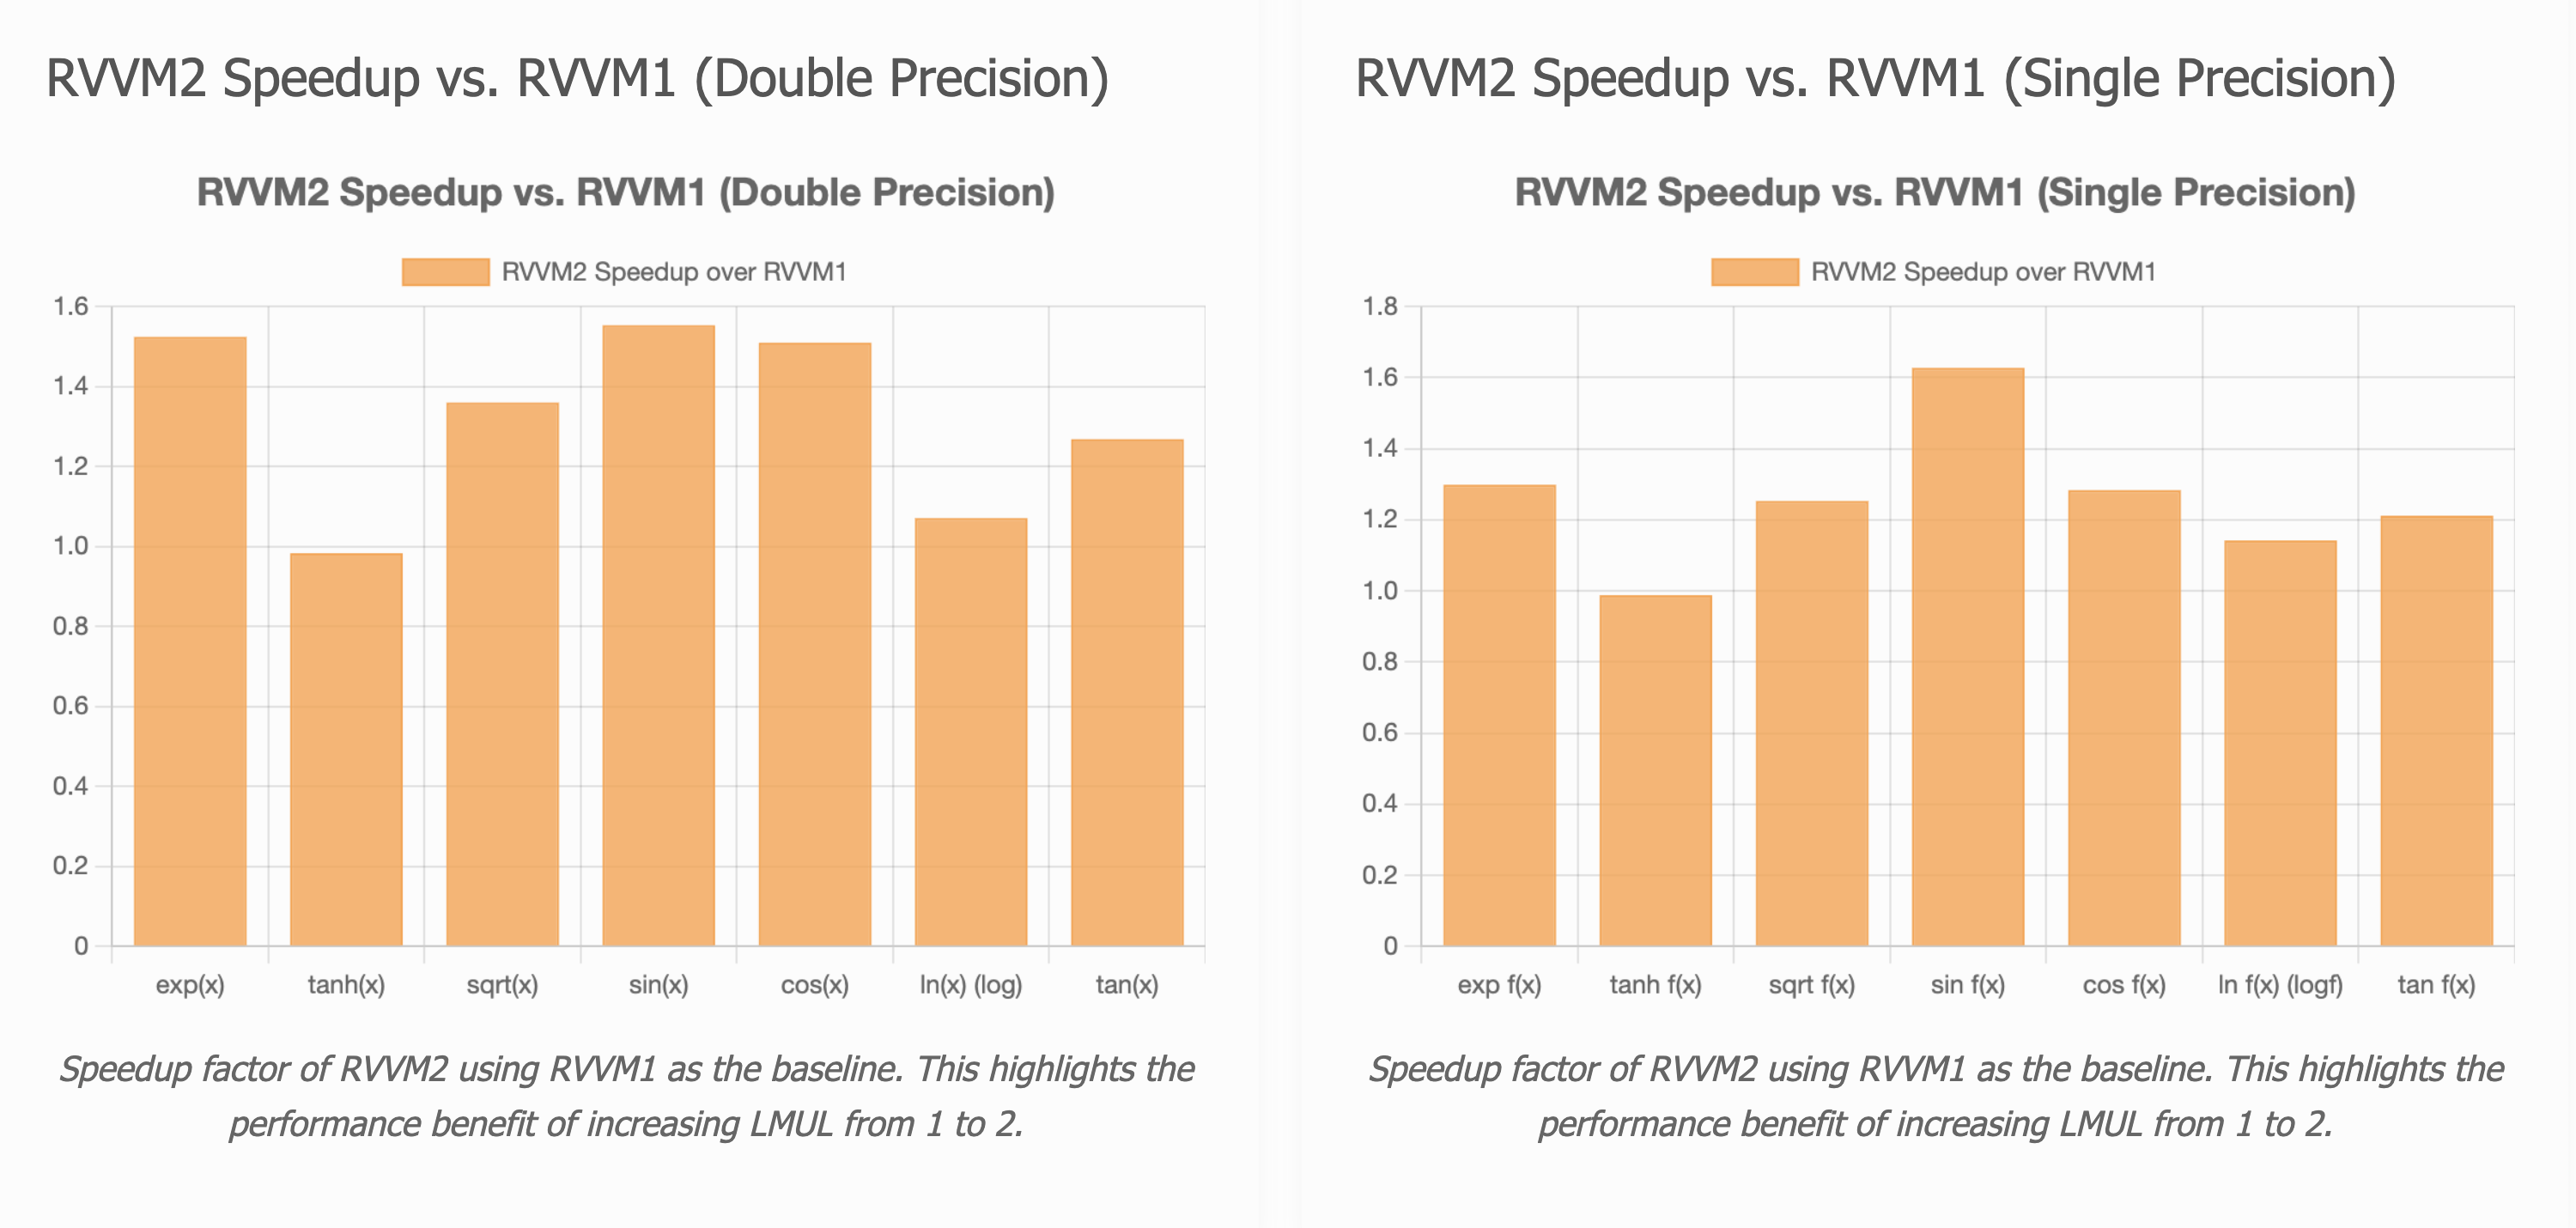 RVVM2 Speedup vs. RVVM1 (Double Precision)
RVVM2 Speedup vs. RVVM1 (Double Precision)
RVVM2 Speedup over RVVM1
1.6
1.4
1.2
1.0
0.8
0.6
0.4
0.2
0
exp(x)
tanh(x)
sqrt(x)
sin(x)
cos(x)
ln(x) (log)
tan(x)
Speedup factor of RVVM2 using RVVM1 as the baseline. This highlights the
performance benefit of increasing LMUL from 1 to 2.
RVVM2 Speedup vs. RVVM1 (Single Precision)
RVVM2 Speedup vs. RVVM1 (Single Precision)
RVVM2 Speedup over RVVM1
1.8
1.6
1.4
1.2
1.0
0.8
0.6
0.4
0.2
0
exp f(x)
tanh f(x)
sqrt f(x)
sin f(x)
cos f(x)
ln f(x) (logf)
tan f(x)
Speedup factor of RVVM2 using RVVM1 as the baseline. This highlights the
performance benefit of increasing LMUL from 1 to 2.